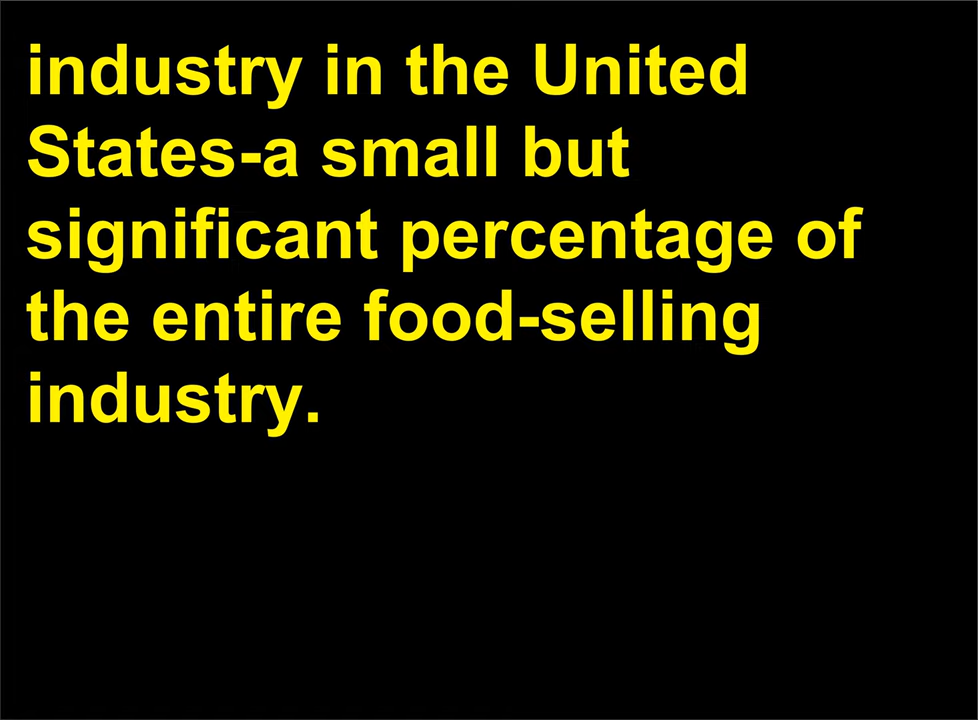 industry in the United
States-a small but
significant percentage of
the entire food-selling
industry.